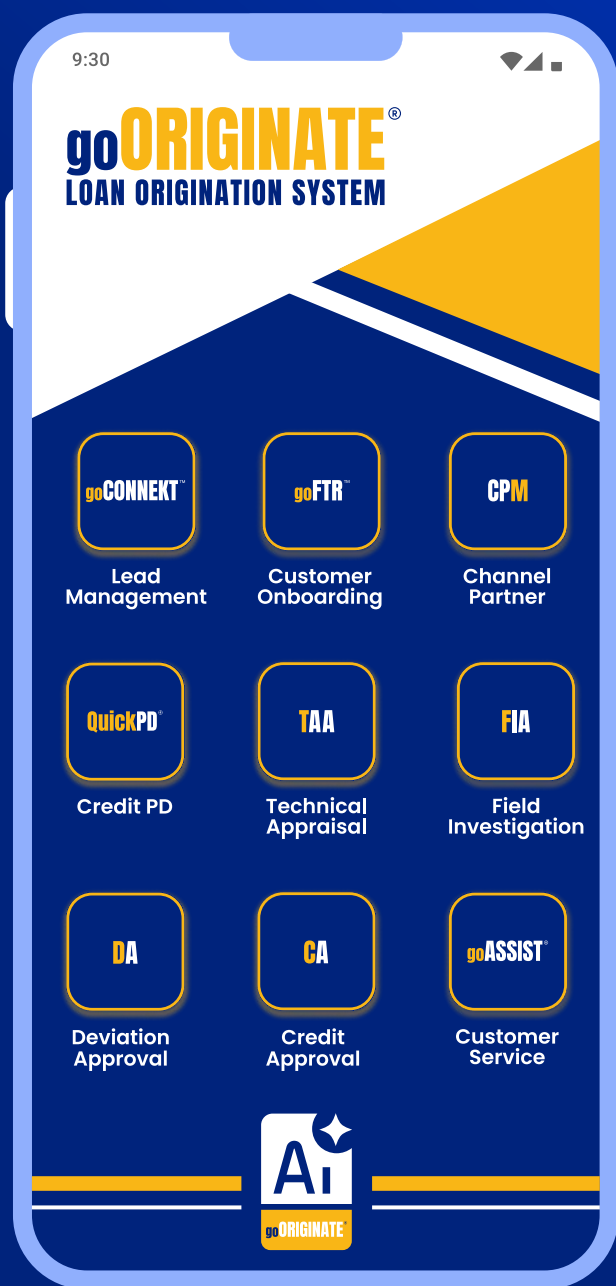 9:30
goORIGINATE®
LOAN ORIGINATION SYSTEM
goCONNEKT™
goFTR™
CPM
Lead
Management
Customer
Onboarding
Channel
Partner
QuickPD®
TAA
FIA
Credit PD
Technical
Appraisal
Field
Investigation
DA
CA
goASSIST®
Deviation
Approval
Credit
Approval
Customer
Service
Ai
goORIGINATE®